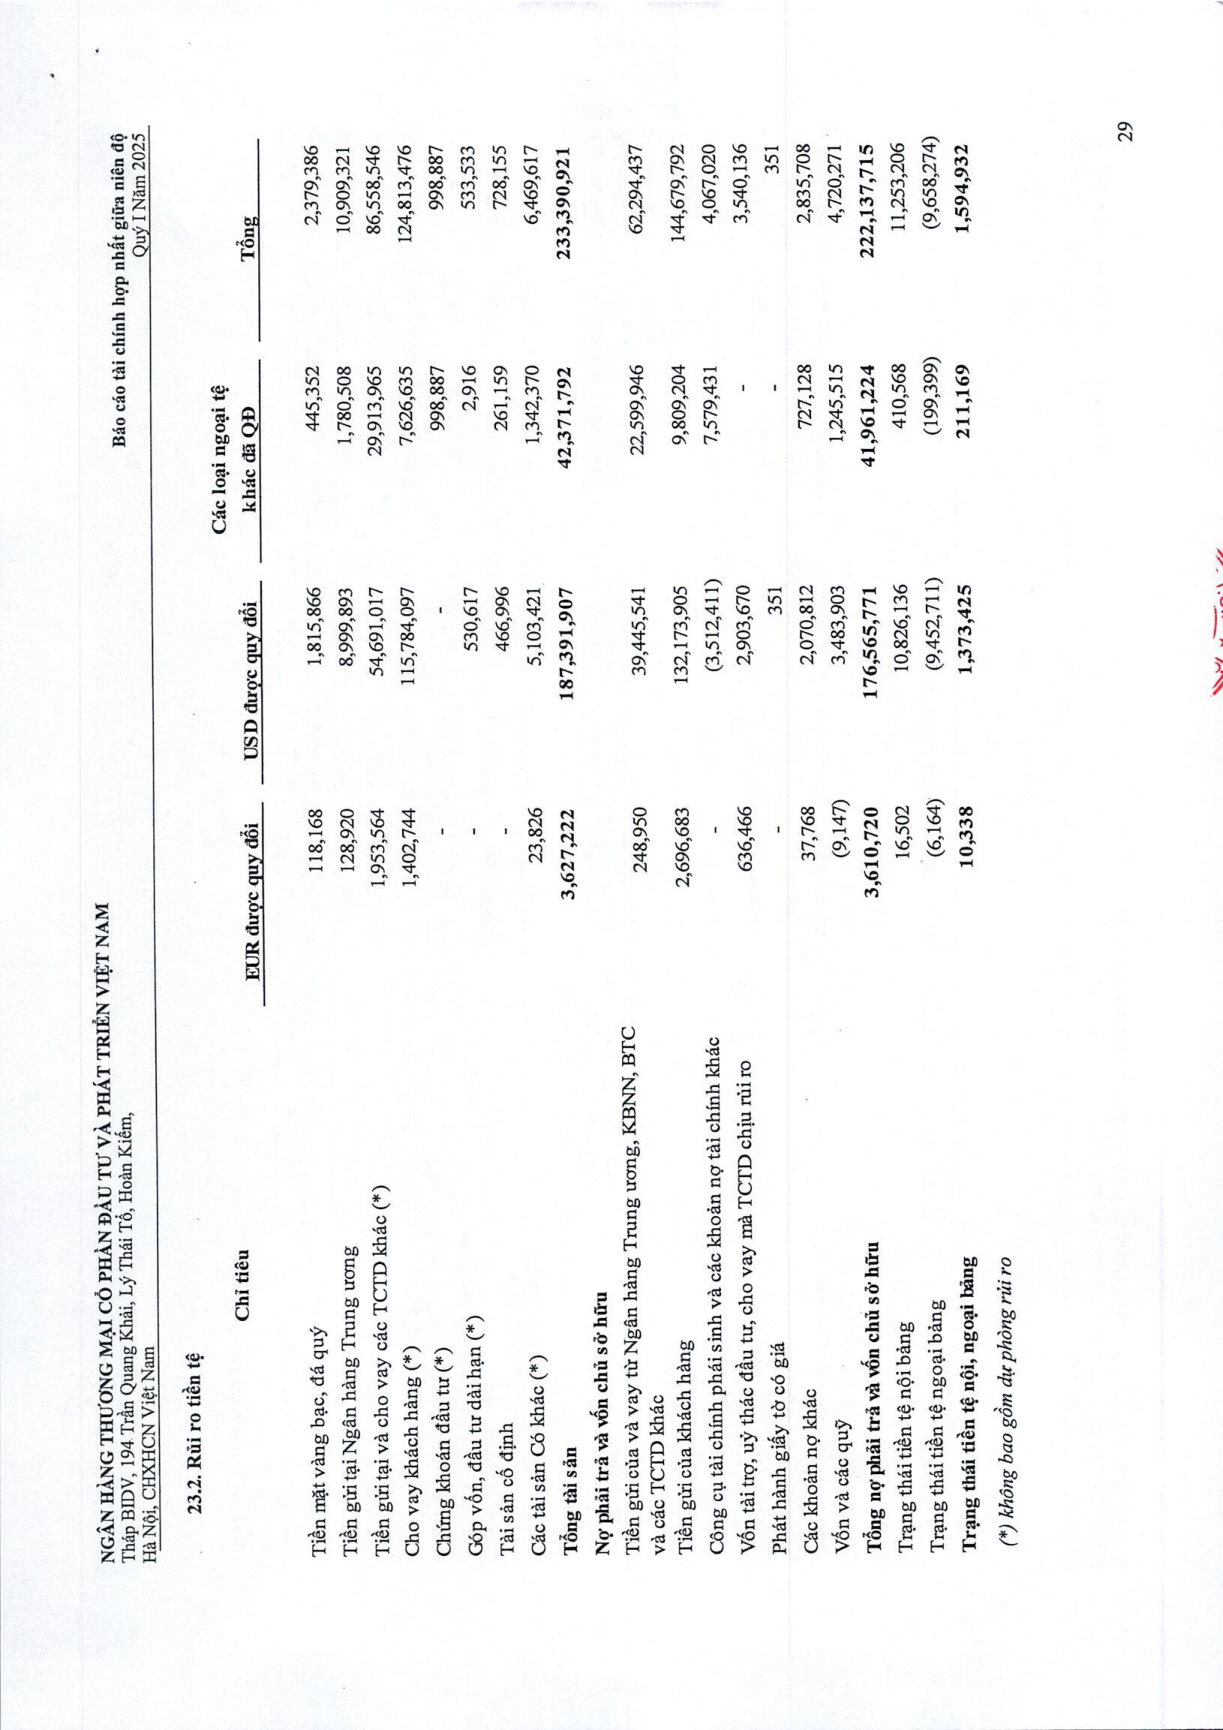 NGÂN HÀNG THƯƠNG MẠI CỔ PHẦN ĐẦU TƯ VÀ PHÁT TRIỂN VIỆT NAM
Tháp BIDV, 194 Trần Quang Khải, Lý Thái Tổ, Hoàn Kiếm,
Hà Nội, CHXHCN Việt Nam
Báo cáo tài chính hợp nhất giữa niên độ
Quý I Năm 2025
23.2. Rủi ro tiền tệ
Chỉ tiêu EUR được quy đổi USD được quy đổi Các loại ngoại tệ khác đã QĐ Tổng
Tiền mặt vàng bạc, đá quý 118,168 1,815,866 445,352 2,379,386
Tiền gửi tại Ngân hàng Trung ương 128,920 8,999,893 1,780,508 10,909,321
Tiền gửi tại và cho vay các TCTD khác (*) 1,953,564 54,691,017 29,913,965 86,558,546
Cho vay khách hàng (*) 1,402,744 115,784,097 7,626,635 124,813,476
Chứng khoán đầu tư (*) - - 998,887 998,887
Góp vốn, đầu tư dài hạn (*) - 530,617 2,916 533,533
Tài sản cố định - 466,996 261,159 728,155
Các tài sản Có khác (*) 23,826 5,103,421 1,342,370 6,469,617
Tổng tài sản 3,627,222 187,391,907 42,371,792 233,390,921
Nợ phải trả và vốn chủ sở hữu
Tiền gửi của và vay từ Ngân hàng Trung ương, KBNN, BTC
và các TCTD khác 248,950 39,445,541 22,599,946 62,294,437
Tiền gửi của khách hàng 2,696,683 132,173,905 9,809,204 144,679,792
Công cụ tài chính phái sinh và các khoản nợ tài chính khác - (3,512,411) 7,579,431 4,067,020
Vốn tài trợ, uỷ thác đầu tư, cho vay mà TCTD chịu rủi ro 636,466 2,903,670 - 3,540,136
Phát hành giấy tờ có giá - 351 - 351
Các khoản nợ khác 37,768 2,070,812 727,128 2,835,708
Vốn và các quỹ (9,147) 3,483,903 1,245,515 4,720,271
Tổng nợ phải trả và vốn chủ sở hữu 3,610,720 176,565,771 41,961,224 222,137,715
Trạng thái tiền tệ nội bảng 16,502 10,826,136 410,568 11,253,206
Trạng thái tiền tệ ngoại bảng (6,164) (9,452,711) (199,399) (9,658,274)
Trạng thái tiền tệ nội, ngoại bảng 10,338 1,373,425 211,169 1,594,932
(*) không bao gồm dự phòng rủi ro
29